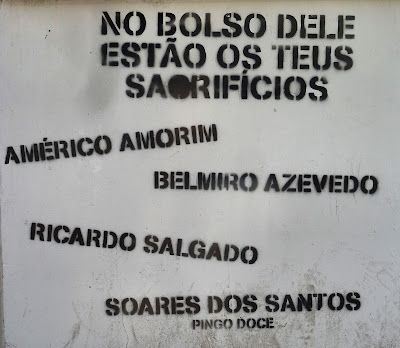 NO BOLSO DELE
ESTÃO OS TEUS
SACRIFÍCIOS
AMÉRICO AMORIM
BELMIRO AZEVEDO
RICARDO SALGADO
SOARES DOS SANTOS
PINGO DOCE